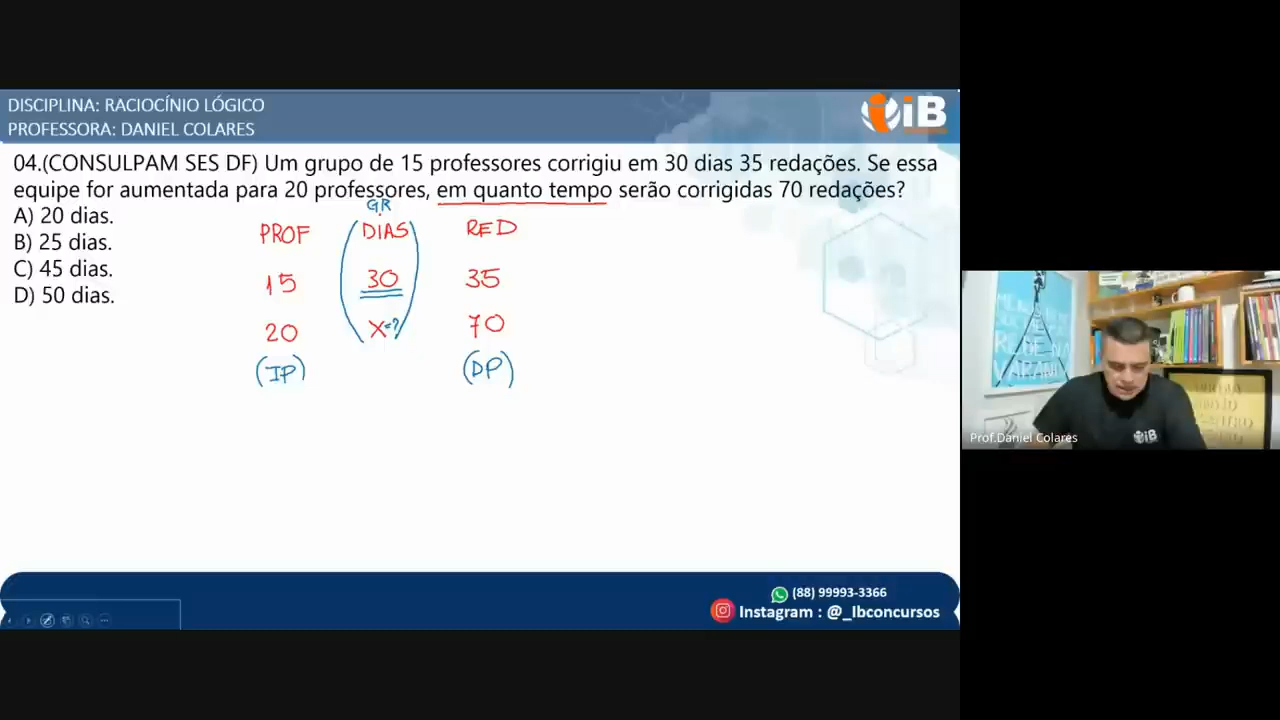 DISCIPLINA: RACIOCÍNIO LÓGICO
PROFESSORA: DANIEL COLARES
iB
04.(CONSULPAM SES DF) Um grupo de 15 professores corrigiu em 30 dias 35 redações. Se essa
equipe for aumentada para 20 professores, em quanto tempo serão corrigidas 70 redações?
A) 20 dias.
B) 25 dias.
C) 45 dias.
D) 50 dias.
GR
PROF DIAS RED
15 30 35
20 X=? 70
(IP) (DP)
(88) 99993-3366
Instagram : @_Ibconcursos
Prof.Daniel Colares
iB